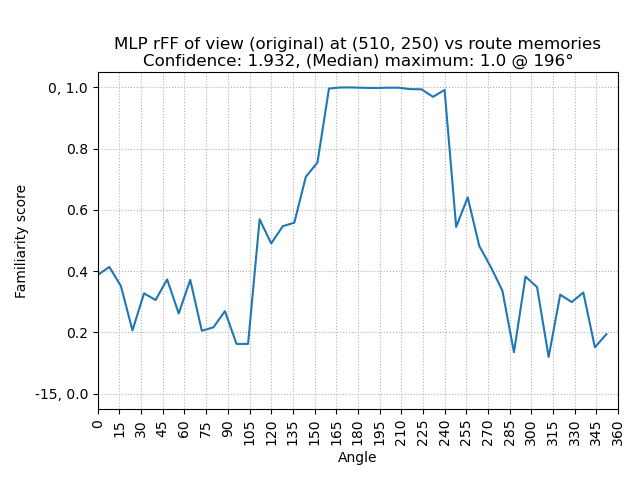 MLP rFF of view (original) at (510, 250) vs route memories
Confidence: 1.932, (Median) maximum: 1.0 @ 196°
0, 1.0
0.8
0.6
0.4
0.2
-15, 0.0
Familiarity score
0 15 30 45 60 75 90 105 120 135 150 165 180 195 210 225 240 255 270 285 300 315 330 345 360
Angle